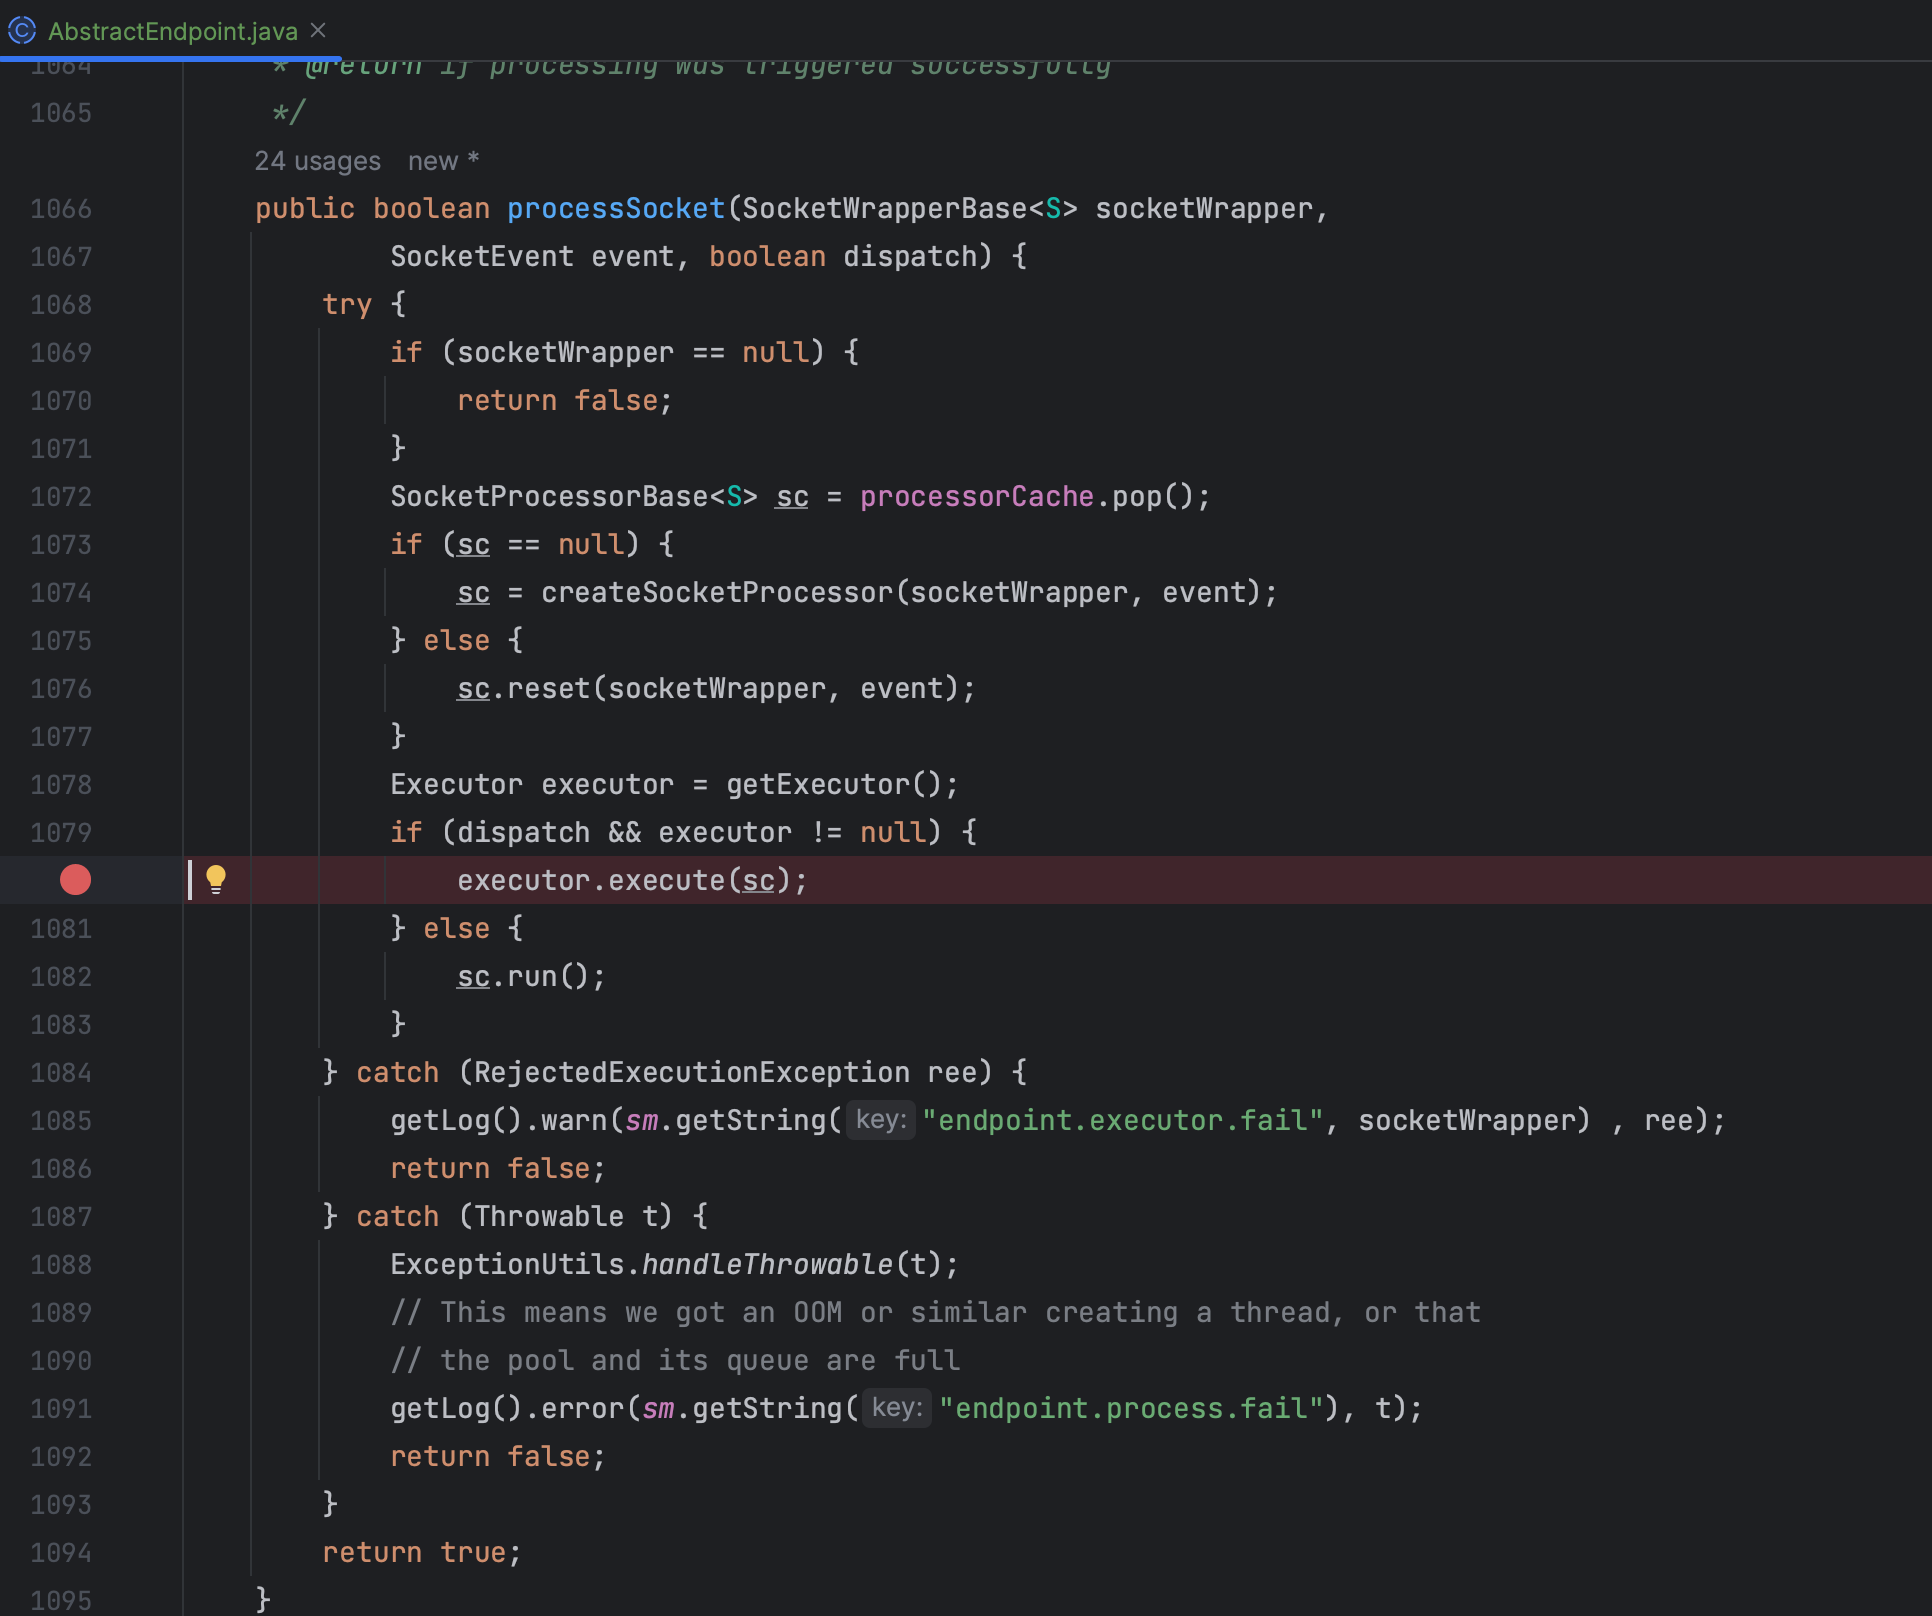 AbstractEndpoint.java
1064 * @return if processing was triggered successfully
1065 */
24 usages new *
1066 public boolean processSocket(SocketWrapperBase<S> socketWrapper,
1067 SocketEvent event, boolean dispatch) {
1068 try {
1069 if (socketWrapper == null) {
1070 return false;
1071 }
1072 SocketProcessorBase<S> sc = processorCache.pop();
1073 if (sc == null) {
1074 sc = createSocketProcessor(socketWrapper, event);
1075 } else {
1076 sc.reset(socketWrapper, event);
1077 }
1078 Executor executor = getExecutor();
1079 if (dispatch && executor != null) {
executor.execute(sc);
1081 } else {
1082 sc.run();
1083 }
1084 } catch (RejectedExecutionException ree) {
1085 getLog().warn(sm.getString( key: "endpoint.executor.fail", socketWrapper) , ree);
1086 return false;
1087 } catch (Throwable t) {
1088 ExceptionUtils.handleThrowable(t);
1089 // This means we got an OOM or similar creating a thread, or that
1090 // the pool and its queue are full
1091 getLog().error(sm.getString( key: "endpoint.process.fail"), t);
1092 return false;
1093 }
1094 return true;
1095 }